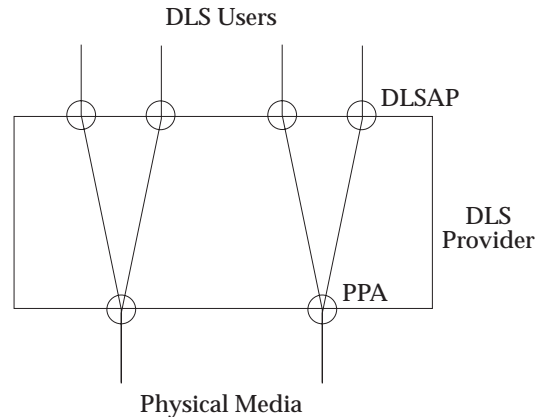 DLS Users
DLSAP
DLS
Provider
PPA
Physical Media